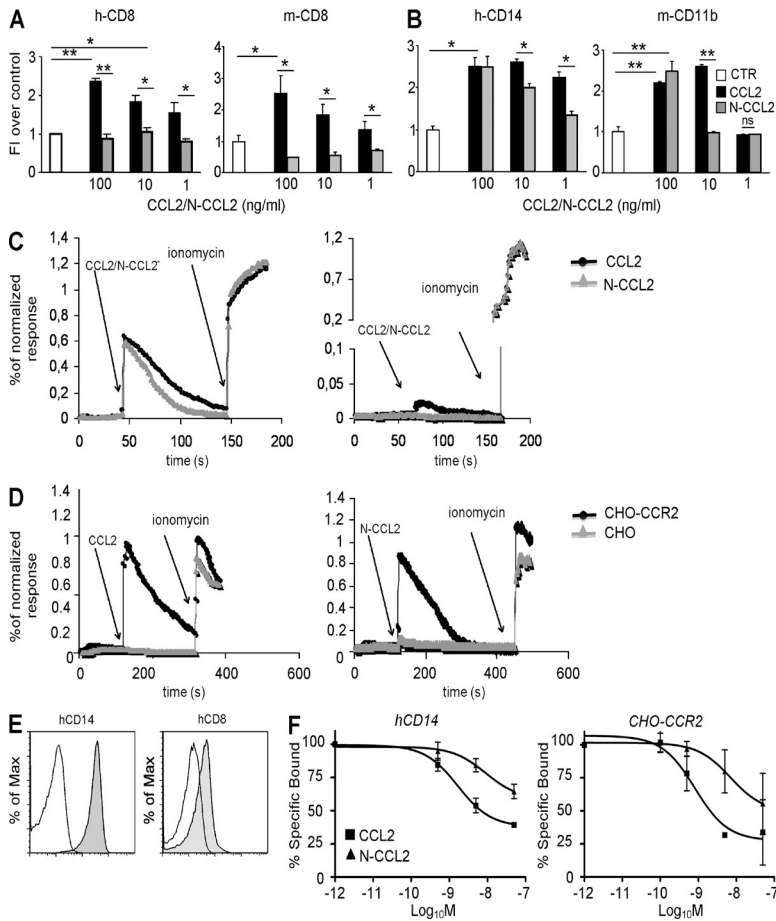 A
h-CD8
m-CD8
FI over control
3
2
1
0
**
*
**
*
*
100
10
1
5
4
3
2
1
0
*
*
*
*
100
10
1
CCL2/N-CCL2 (ng/ml)
B
h-CD14
m-CD11b
3
2
1
0
*
*
*
100
10
1
3
2
1
0
**
**
**
ns
100
10
1
CCL2/N-CCL2 (ng/ml)
CTR
CCL2
N-CCL2
C
%of normalized
response
1,4
1,2
1
0,8
0,6
0,4
0,2
0
CCL2/N-CCL2
ionomycin
0 50 100 150 200
time (s)
1,2
0,7
0,2
0,1
0,05
0
ionomycin
CCL2/N-CCL2
0 50 100 150 200
time (s)
CCL2
N-CCL2
D
%of normalized
response
1.4
1.2
1
0.8
0.6
0.4
0.2
0
CCL2
ionomycin
0 200 400 600
time (s)
1.4
1.2
1
0.8
0.6
0.4
0.2
0
N-CCL2
ionomycin
0 200 400 600
time (s)
CHO-CCR2
CHO
E
hCD14
% of Max
hCD8
% of Max
F
hCD14
% Specific Bound
100
75
50
25
0
CCL2
N-CCL2
-12 -11 -10 -9 -8 -7
Log10M
CHO-CCR2
% Specific Bound
100
75
50
25
0
-12 -11 -10 -9 -8 -7
Log10M